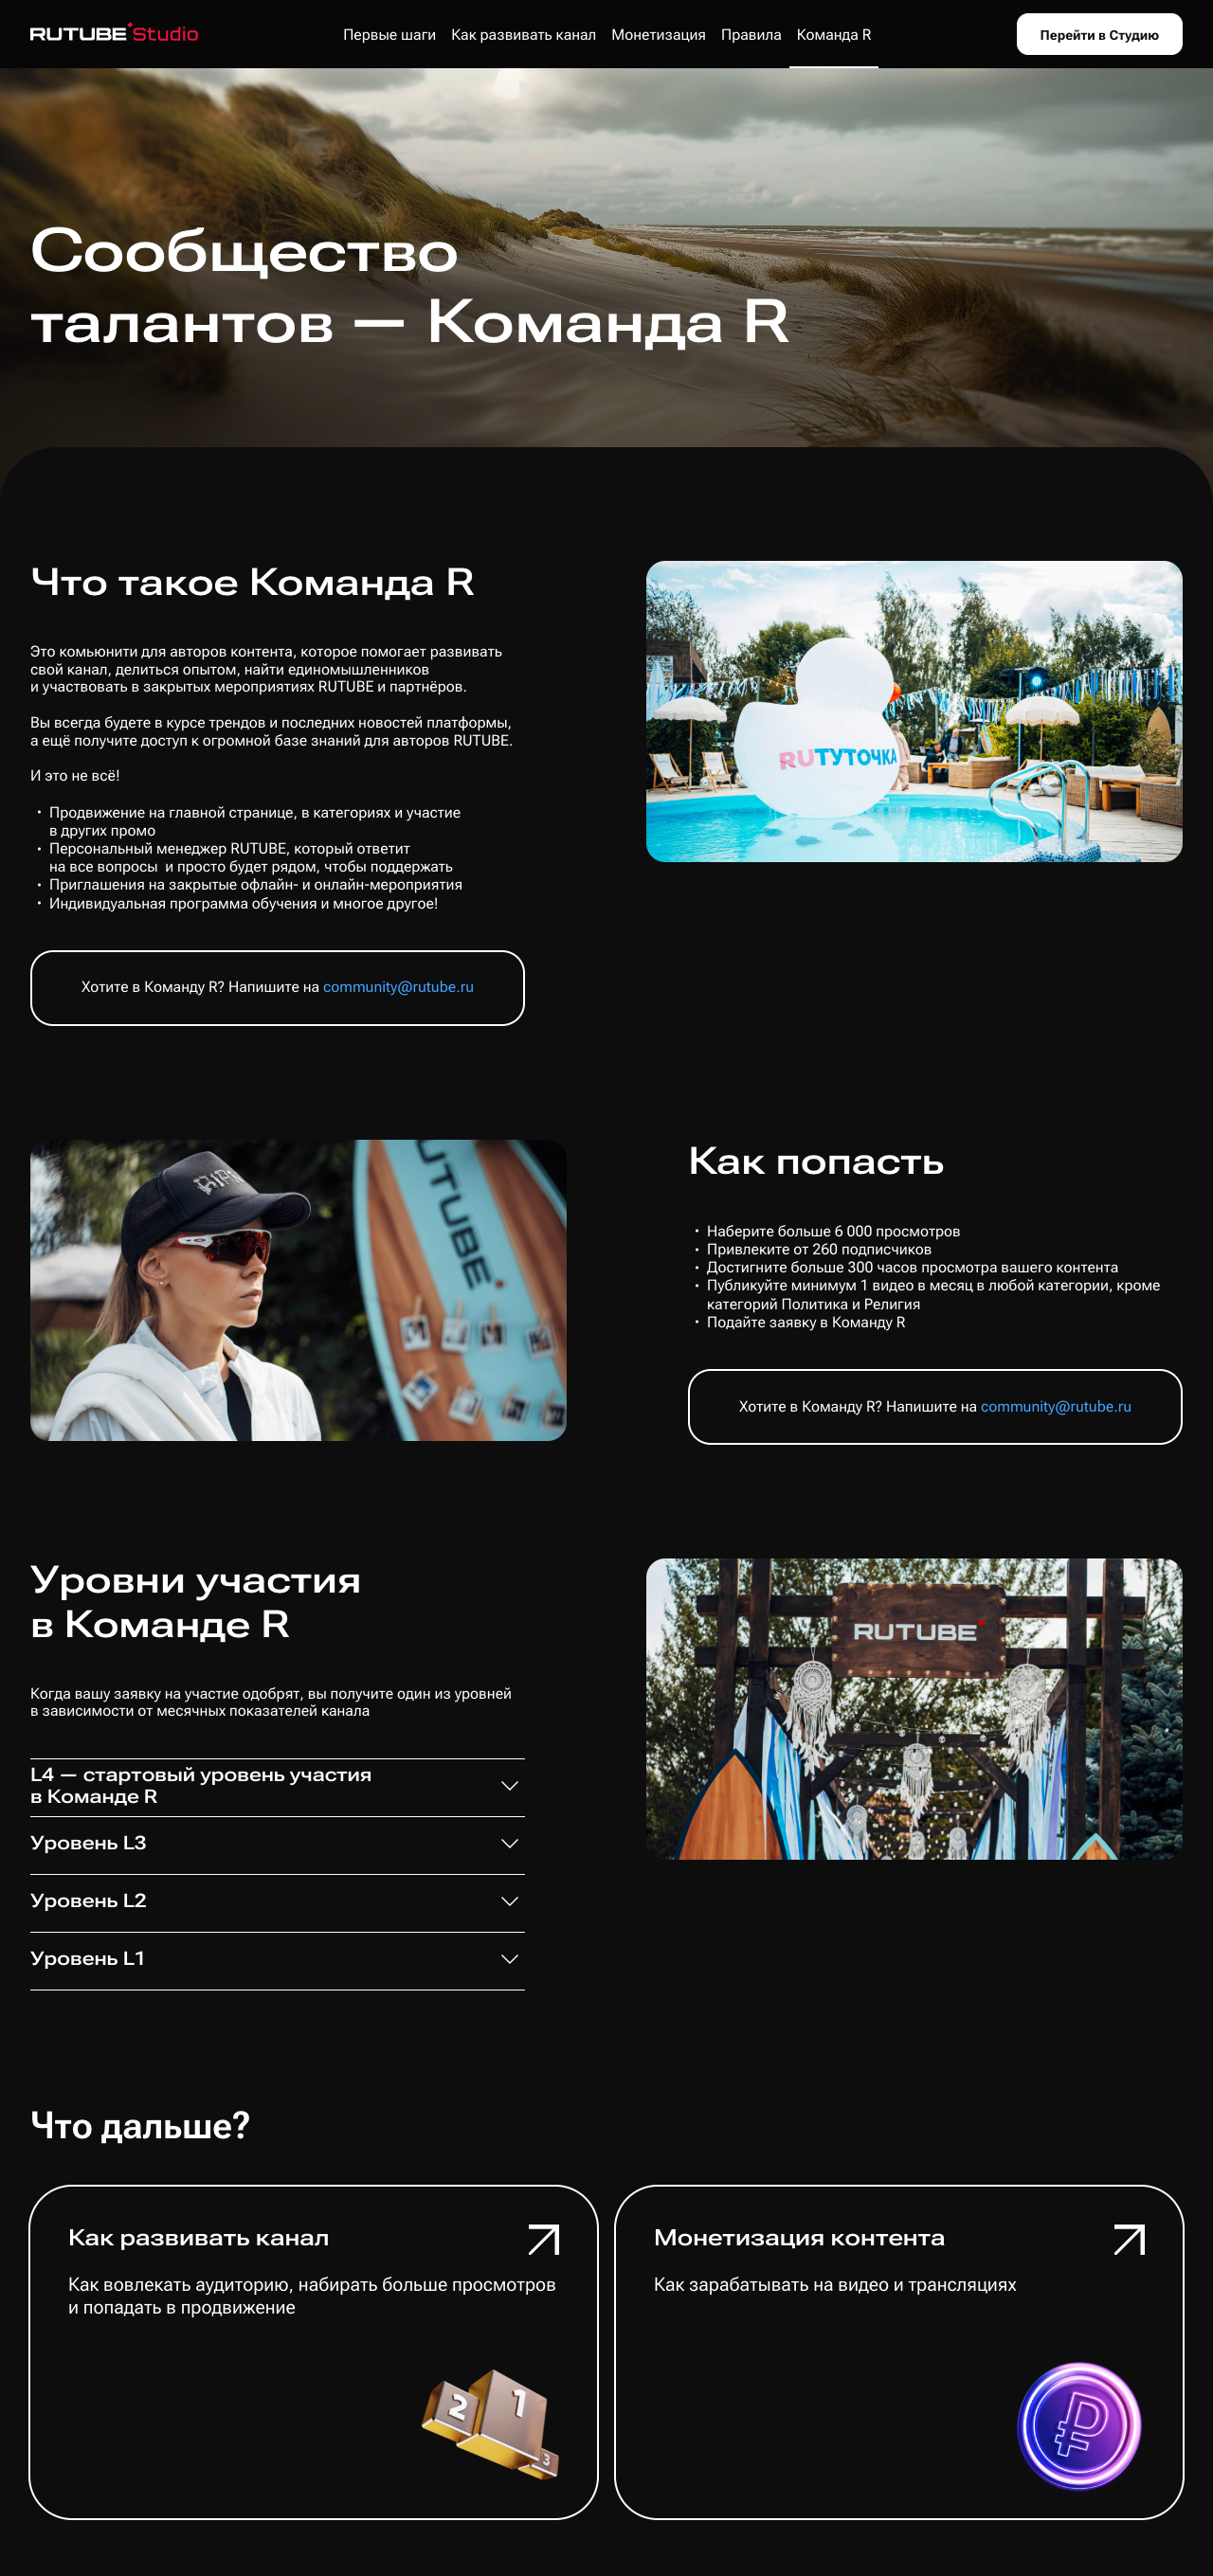 RUTUBE Studio
Первые шаги Как развивать канал Монетизация Правила Команда R
Перейти в Студию
Сообщество
талантов — Команда R
Что такое Команда R
Это комьюнити для авторов контента, которое помогает развивать
свой канал, делиться опытом, найти единомышленников
и участвовать в закрытых мероприятиях RUTUBE и партнёров.
Вы всегда будете в курсе трендов и последних новостей платформы,
а ещё получите доступ к огромной базе знаний для авторов RUTUBE.
И это не всё!
• Продвижение на главной странице, в категориях и участие
в других промо
• Персональный менеджер RUTUBE, который ответит
на все вопросы  и просто будет рядом, чтобы поддержать
• Приглашения на закрытые офлайн- и онлайн-мероприятия
• Индивидуальная программа обучения и многое другое!
Хотите в Команду R? Напишите на community@rutube.ru
RUТУТОЧКА
UTUBE
Как попасть
• Наберите больше 6 000 просмотров
• Привлеките от 260 подписчиков
• Достигните больше 300 часов просмотра вашего контента
• Публикуйте минимум 1 видео в месяц в любой категории, кроме
категорий Политика и Религия
• Подайте заявку в Команду R
Хотите в Команду R? Напишите на community@rutube.ru
Уровни участия
в Команде R
Когда вашу заявку на участие одобрят, вы получите один из уровней
в зависимости от месячных показателей канала
L4 — стартовый уровень участия
в Команде R
Уровень L3
Уровень L2
Уровень L1
RUTUBE
Что дальше?
Как развивать канал
Как вовлекать аудиторию, набирать больше просмотров
и попадать в продвижение
2 1 3
Монетизация контента
Как зарабатывать на видео и трансляциях
₽